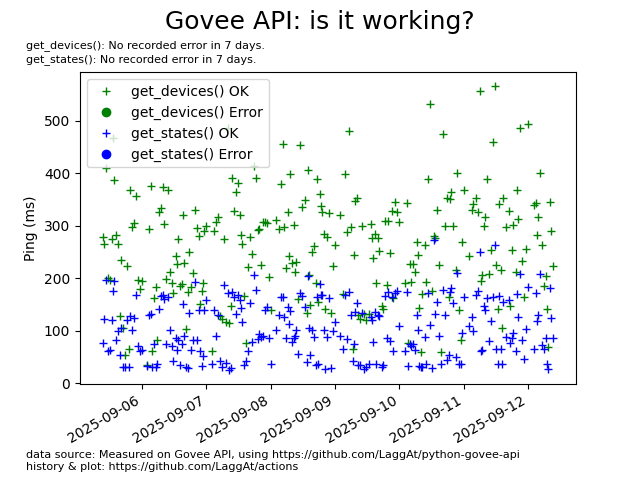 Govee API: is it working?
get_devices(): No recorded error in 7 days.
get_states(): No recorded error in 7 days.
get_devices() OK
get_devices() Error
get_states() OK
get_states() Error
Ping (ms)
500
400
300
200
100
0
2025-09-06
2025-09-07
2025-09-08
2025-09-09
2025-09-10
2025-09-11
2025-09-12
data source: Measured on Govee API, using https://github.com/LaggAt/python-govee-api
history & plot: https://github.com/LaggAt/actions